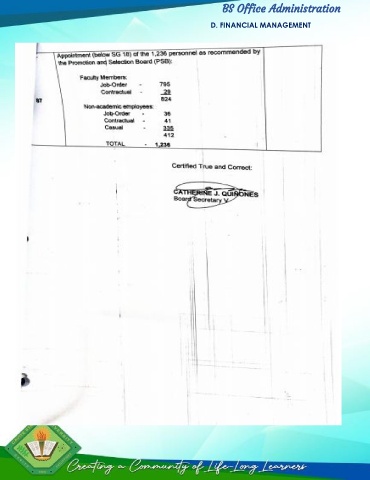 BS Office Administration
D. FINANCIAL MANAGEMENT
Appointment (below SG 18) of the 1,236 personnel as recommended by
the Promotion and Selection Board (PSB):
Faculty Members:
Job-Order - 795
Contractual - 29
824
ST
Non-academic employees:
Job-Order - 36
Contractual - 41
Casual - 335
412
TOTAL - 1,236
Certified True and Correct:
CATHERINE J. QUIÑONES
Board Secretary V
Creating a Community of Life-Long Learners